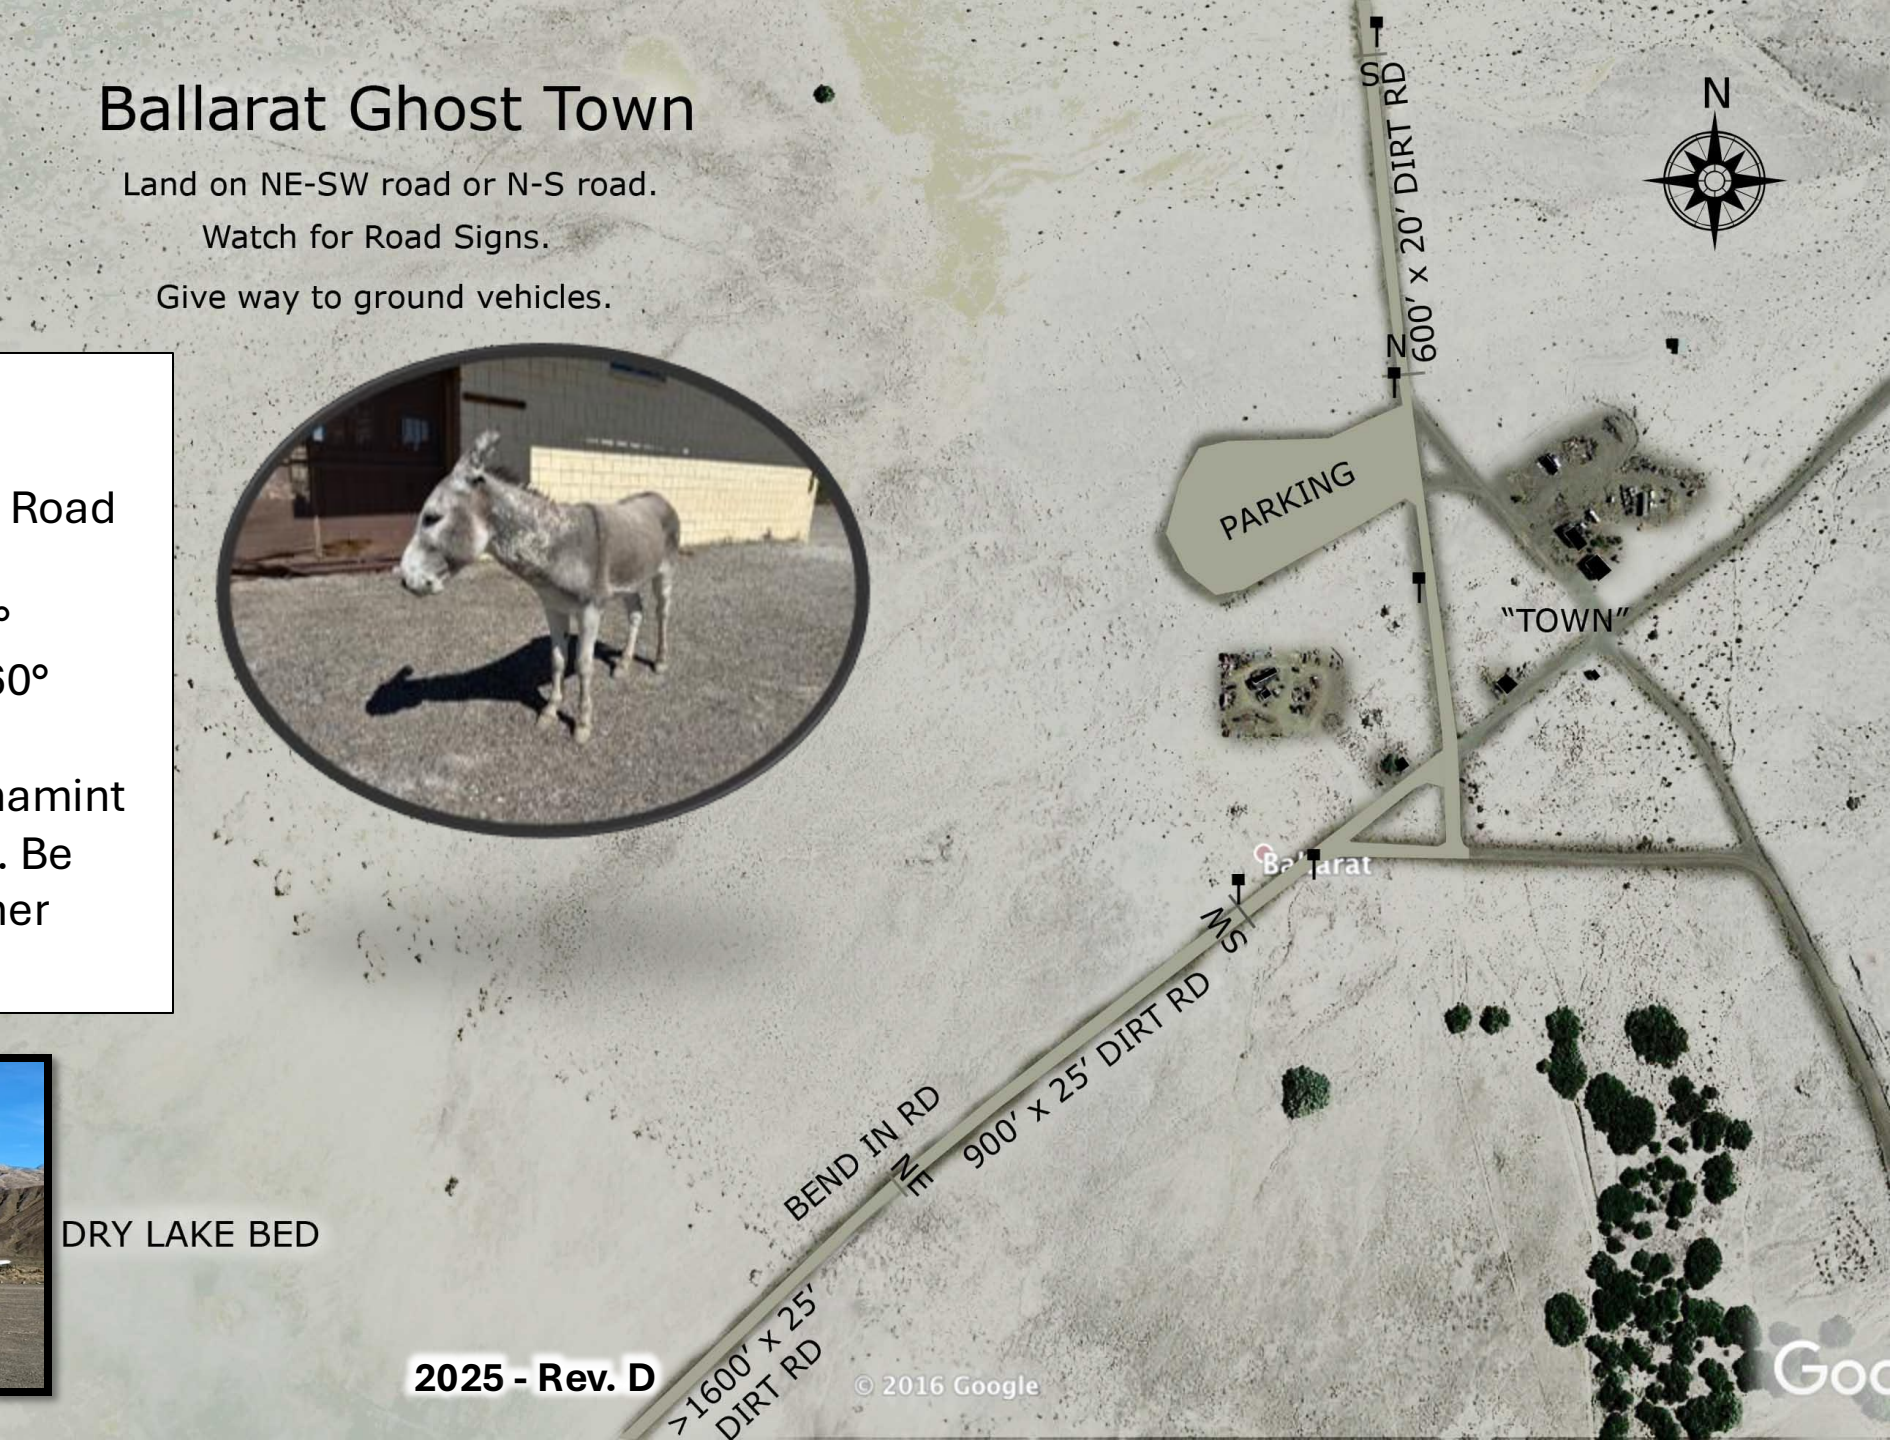 Ballarat Ghost Town
Land on NE-SW road or N-S road.
Watch for Road Signs.
Give way to ground vehicles.
Road
°
60°
namint
. Be
her
DRY LAKE BED
2025 - Rev. D
S
600’ x 20’ DIRT RD
N
N
PARKING
“TOWN”
Ballarat
SW
900’ x 25’ DIRT RD
BEND IN RD
NE
>1600’ x 25’
DIRT RD
© 2016 Google
Goo